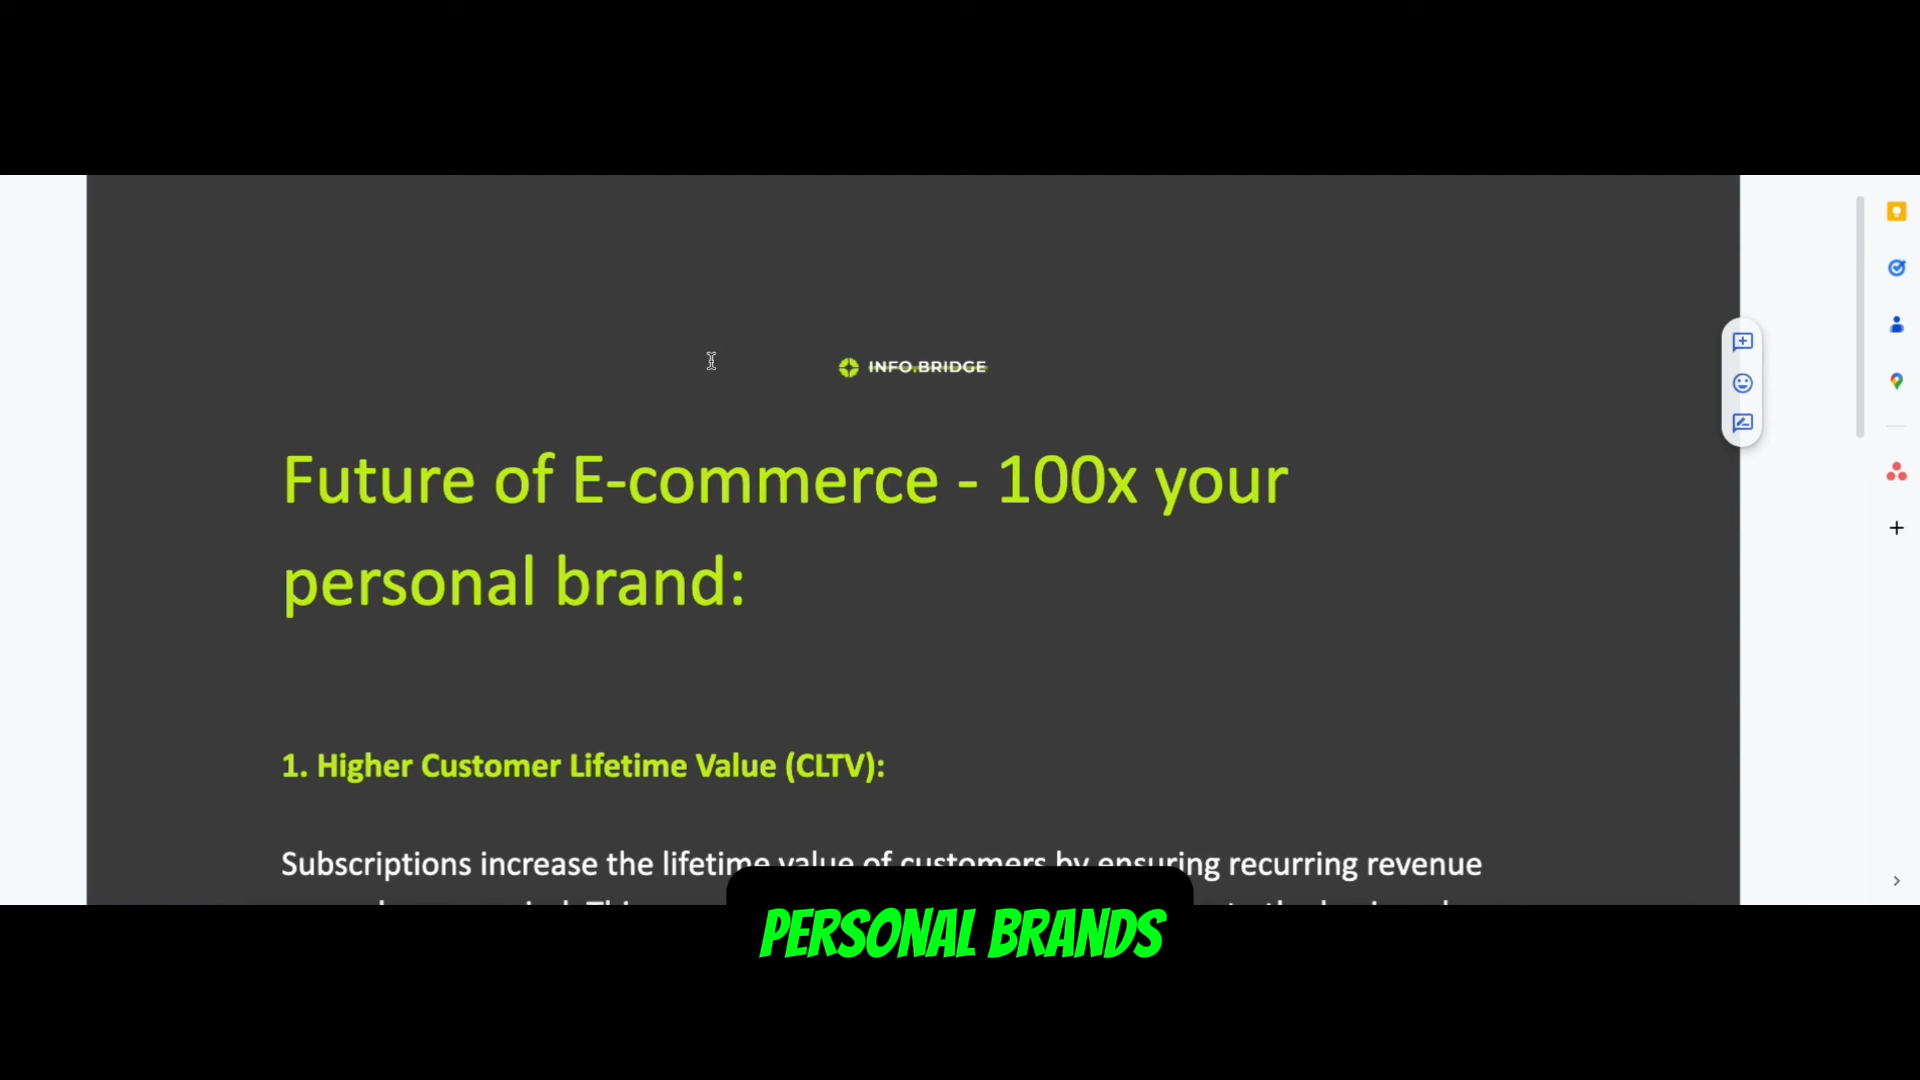 INFO.BRIDGE
Future of E-commerce - 100x your
personal brand:
1. Higher Customer Lifetime Value (CLTV):
Subscriptions increase the lifetime value of customers by ensuring recurring revenue
PERSONAL BRANDS